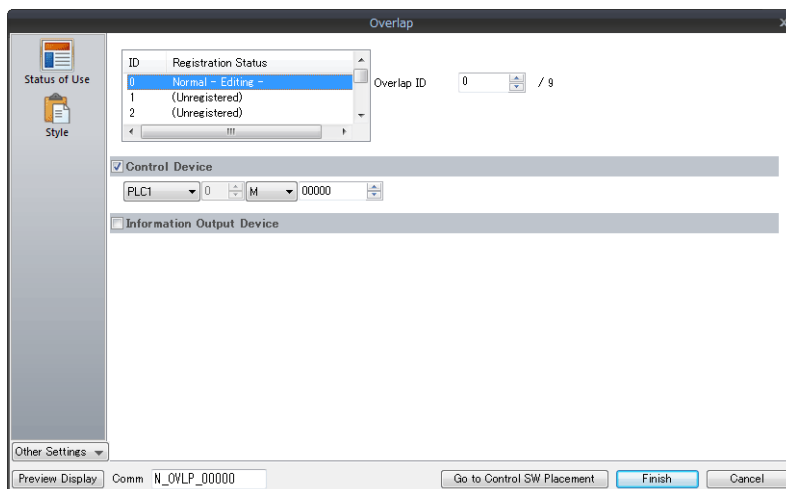 Overlap
Status of Use
Style
ID Registration Status
0 Normal - Editing -
1 (Unregistered)
2 (Unregistered)
Overlap ID 0 / 9
Control Device
PLC1 0 M 00000
Information Output Device
Other Settings
Preview Display Comm N_OVLP_00000 Go to Control SW Placement Finish Cancel